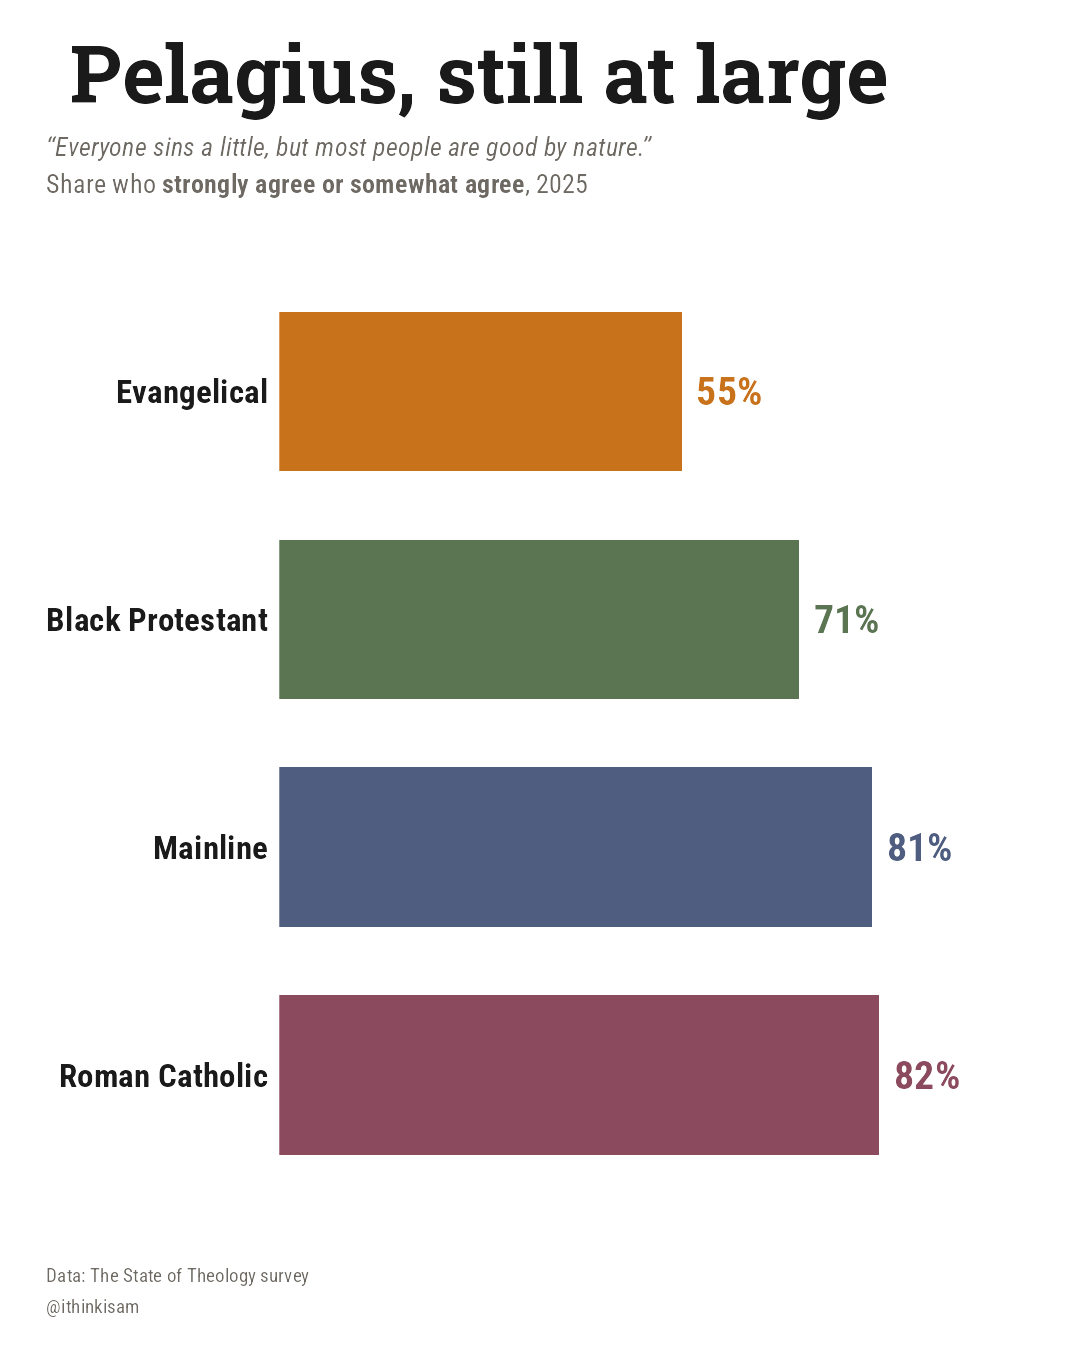 Pelagius, still at large
“Everyone sins a little, but most people are good by nature.”
Share who strongly agree or somewhat agree, 2025
Evangelical 55%
Black Protestant 71%
Mainline 81%
Roman Catholic 82%
Data: The State of Theology survey
@ithinkisam